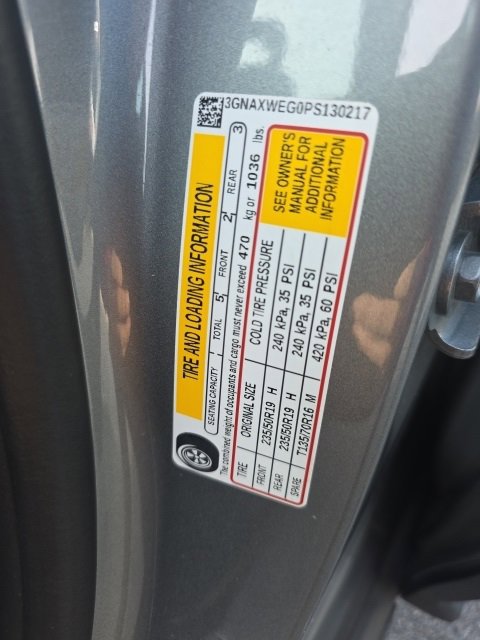 3GNAXWEG0PS130217
TIRE AND LOADING INFORMATION
SEATING CAPACITY TOTAL 5 FRONT 2 REAR 3
The combined weight of occupants and cargo must never exceed 470 kg or 1036 lbs.
TIRE ORIGINAL SIZE COLD TIRE PRESSURE
FRONT 235/50R19 H 240 kPa, 35 PSI
REAR 235/50R19 H 240 kPa, 35 PSI
SPARE T135/70R16 M 420 kPa, 60 PSI
SEE OWNER'S
MANUAL FOR
ADDITIONAL
INFORMATION